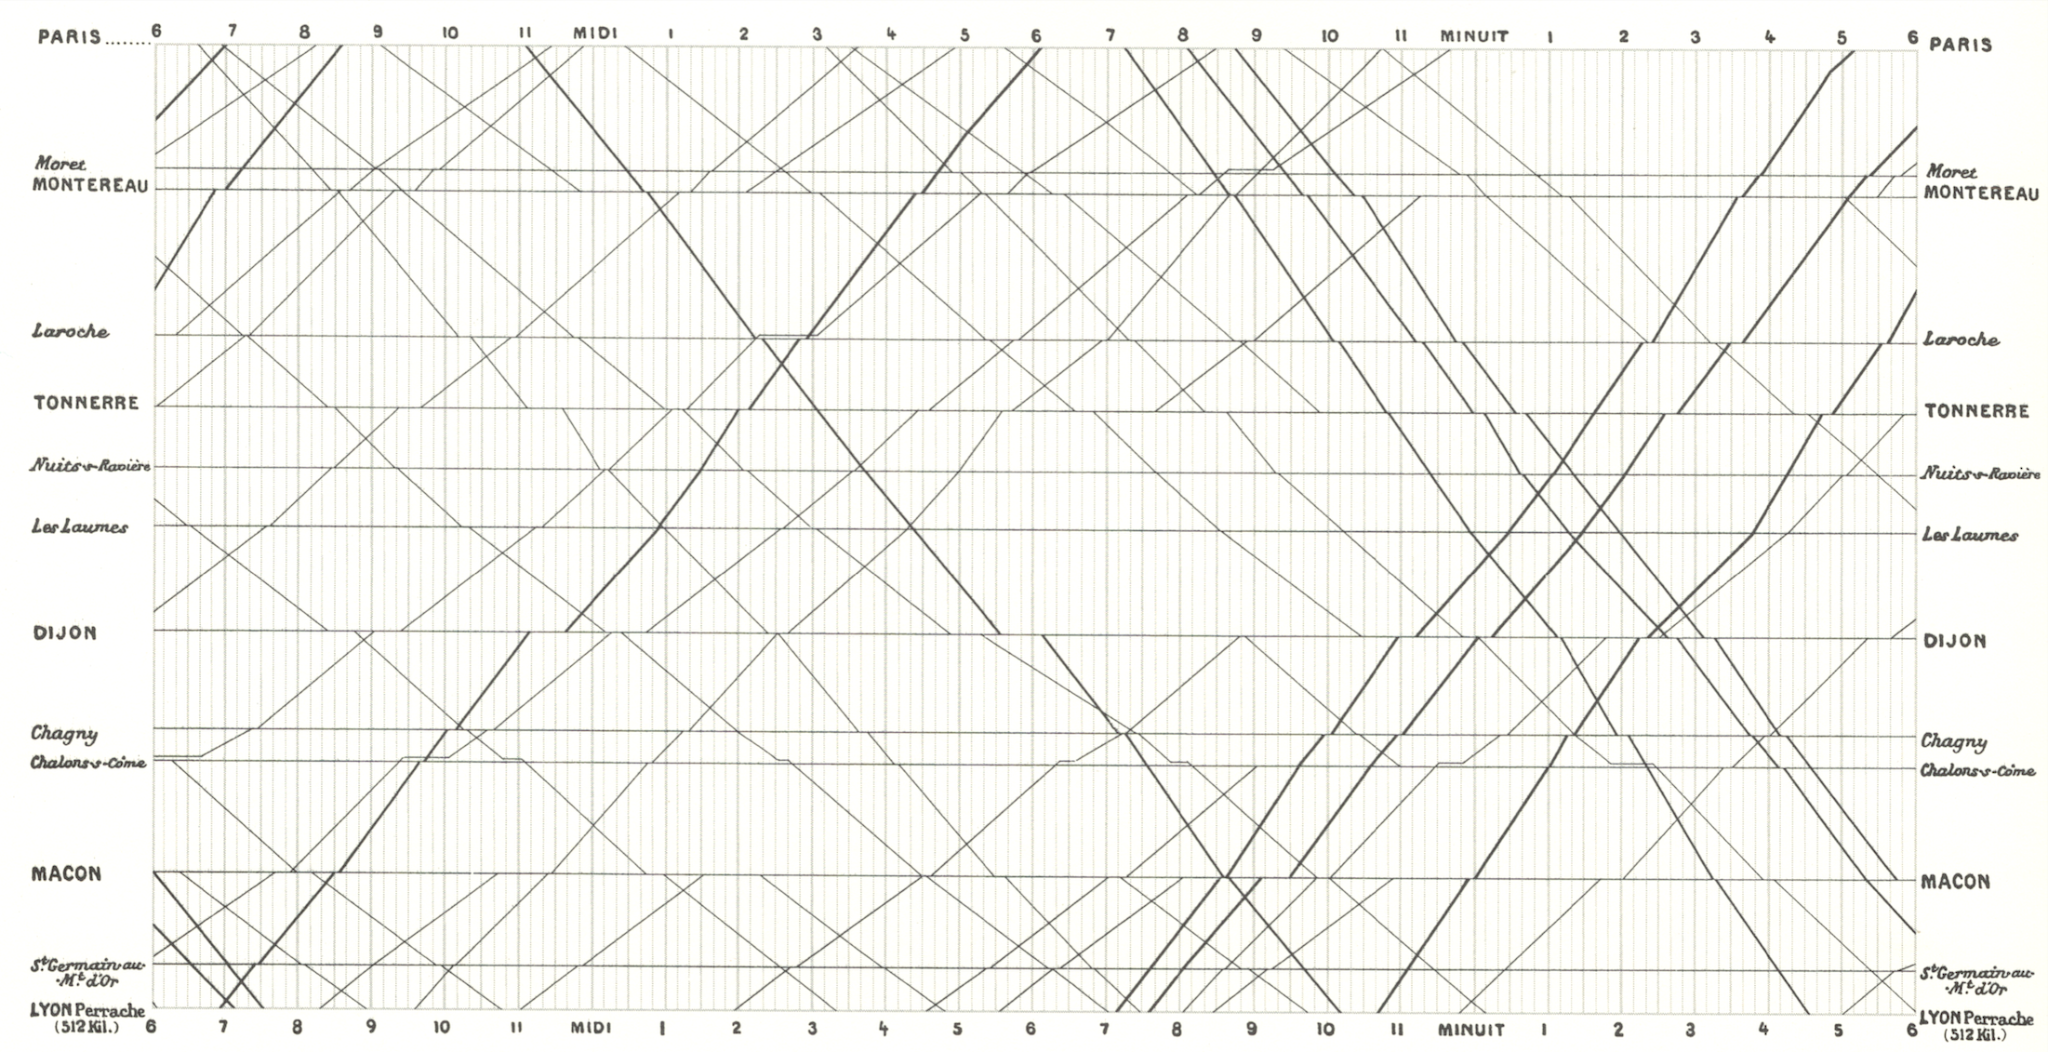 PARIS........ 6 7 8 9 10 11 MIDI 1 2 3 4 5 6 7 8 9 10 11 MINUIT 1 2 3 4 5 6 PARIS
Moret Moret
MONTEREAU MONTEREAU
Laroche Laroche
TONNERRE TONNERRE
Nuits-s-Ravière Nuits-s-Ravière
Les Laumes Les Laumes
DIJON DIJON
Chagny Chagny
Chalons-s-Côme Chalons-s-Côme
MACON MACON
St. Germain-au- St. Germain-au-
-Mt. d'Or -Mt. d'Or
LYON Perrache LYON Perrache
(512 Kil.) 6 7 8 9 10 11 MIDI 1 2 3 4 5 6 7 8 9 10 11 MINUIT 1 2 3 4 5 6 (512 Kil.)